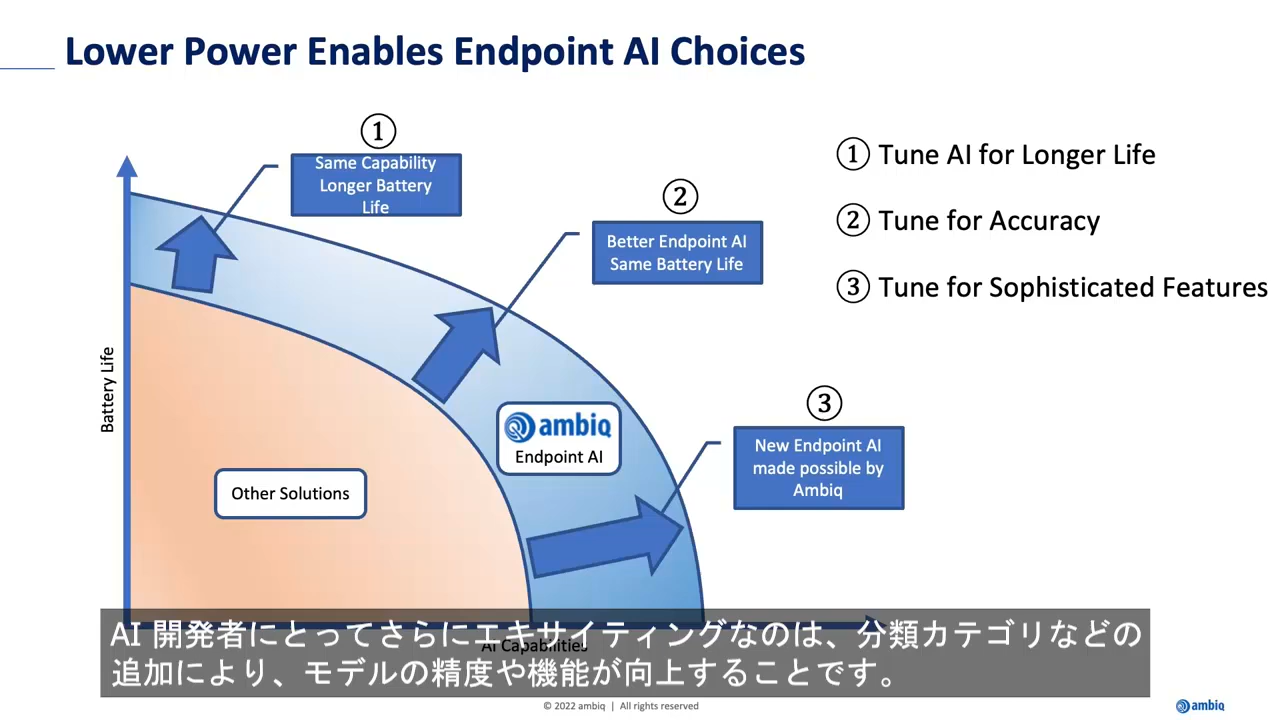 Lower Power Enables Endpoint AI Choices
①
Same Capability
Longer Battery
Life
②
Better Endpoint AI
Same Battery Life
③
New Endpoint AI
made possible by
Ambiq
① Tune AI for Longer Life
② Tune for Accuracy
③ Tune for Sophisticated Features
Battery Life
ambiq
Endpoint AI
Other Solutions
AI Capabilities
AI 開発者にとってさらにエキサイティングなのは、分類カテゴリなどの
追加により、モデルの精度や機能が向上することです。
© 2022 ambiq | All rights reserved
ambiq